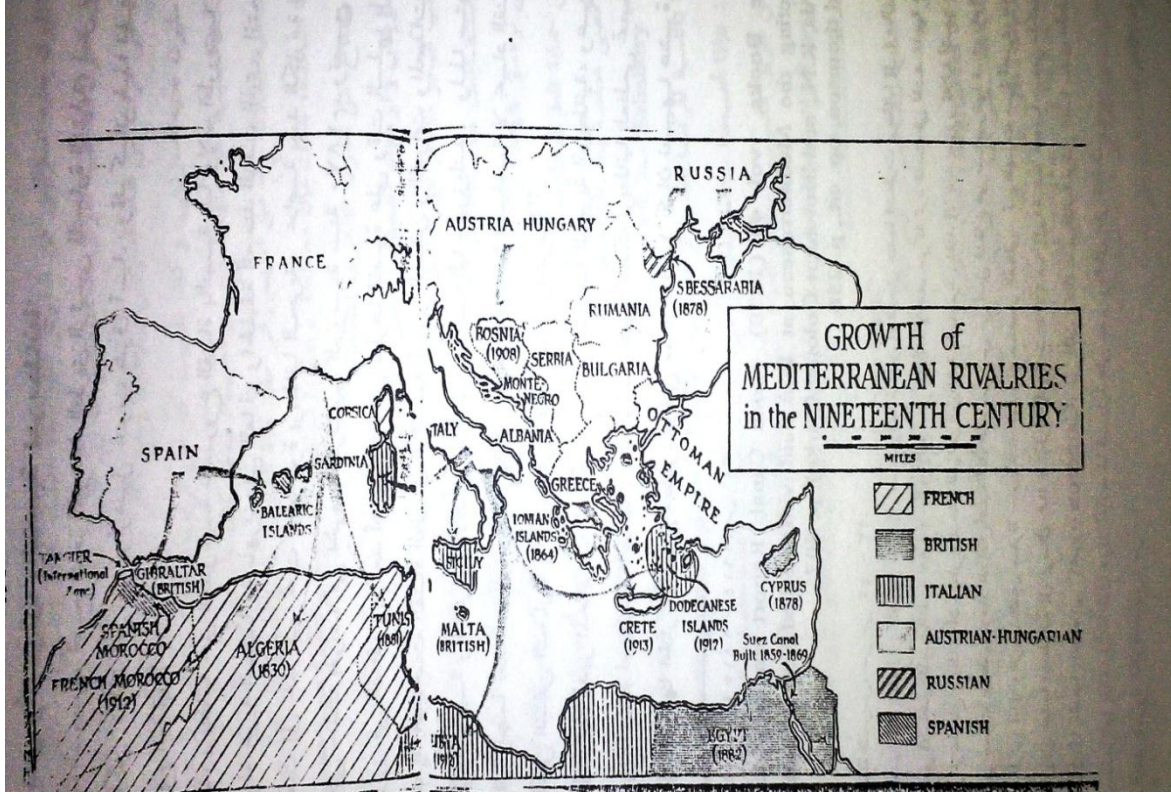 RUSSIA
AUSTRIA HUNGARY
FRANCE
S BESSARABIA
(1878)
RUMANIA
GROWTH of
MEDITERRANEAN RIVALRIES
in the NINETEENTH CENTURY
MILES
BOSNIA
(1908)
SERBIA
BULGARIA
MONTE-
NEGRO
CORSICA
ITALY
ALBANIA
OTTOMAN
EMPIRE
SPAIN
SARDINIA
GREECE
BALEARIC
ISLANDS
IONIAN
ISLANDS
(1864)
FRENCH
BRITISH
ITALIAN
AUSTRIAN-HUNGARIAN
RUSSIAN
SPANISH
TANGIER
(International
Zone)
GIBRALTAR
(BRITISH)
SICILY
CYPRUS
(1878)
SPANISH
MOROCCO
ALGERIA
(1830)
TUNIS
(1881)
MALTA
(BRITISH)
CRETE
(1913)
DODECANESE
ISLANDS
(1912)
Suez Canal
Built 1859-1869
FRENCH MOROCCO
(1912)
LIBYA
EGYPT
(1882)